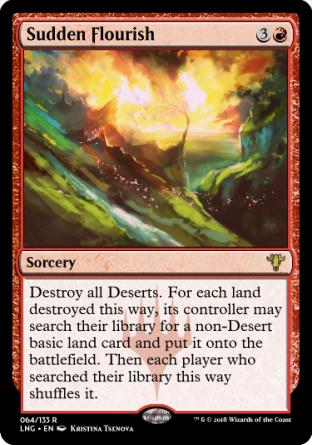 Sudden Flourish 3
Sorcery
Destroy all Deserts. For each land
destroyed this way, its controller may
search their library for a non-Desert
basic land card and put it onto the
battlefield. Then each player who
searched their library this way
shuffles it.
064/133 R
LNG • EN KRISTINA TSENOVA
™ & © 2018 Wizards of the Coast